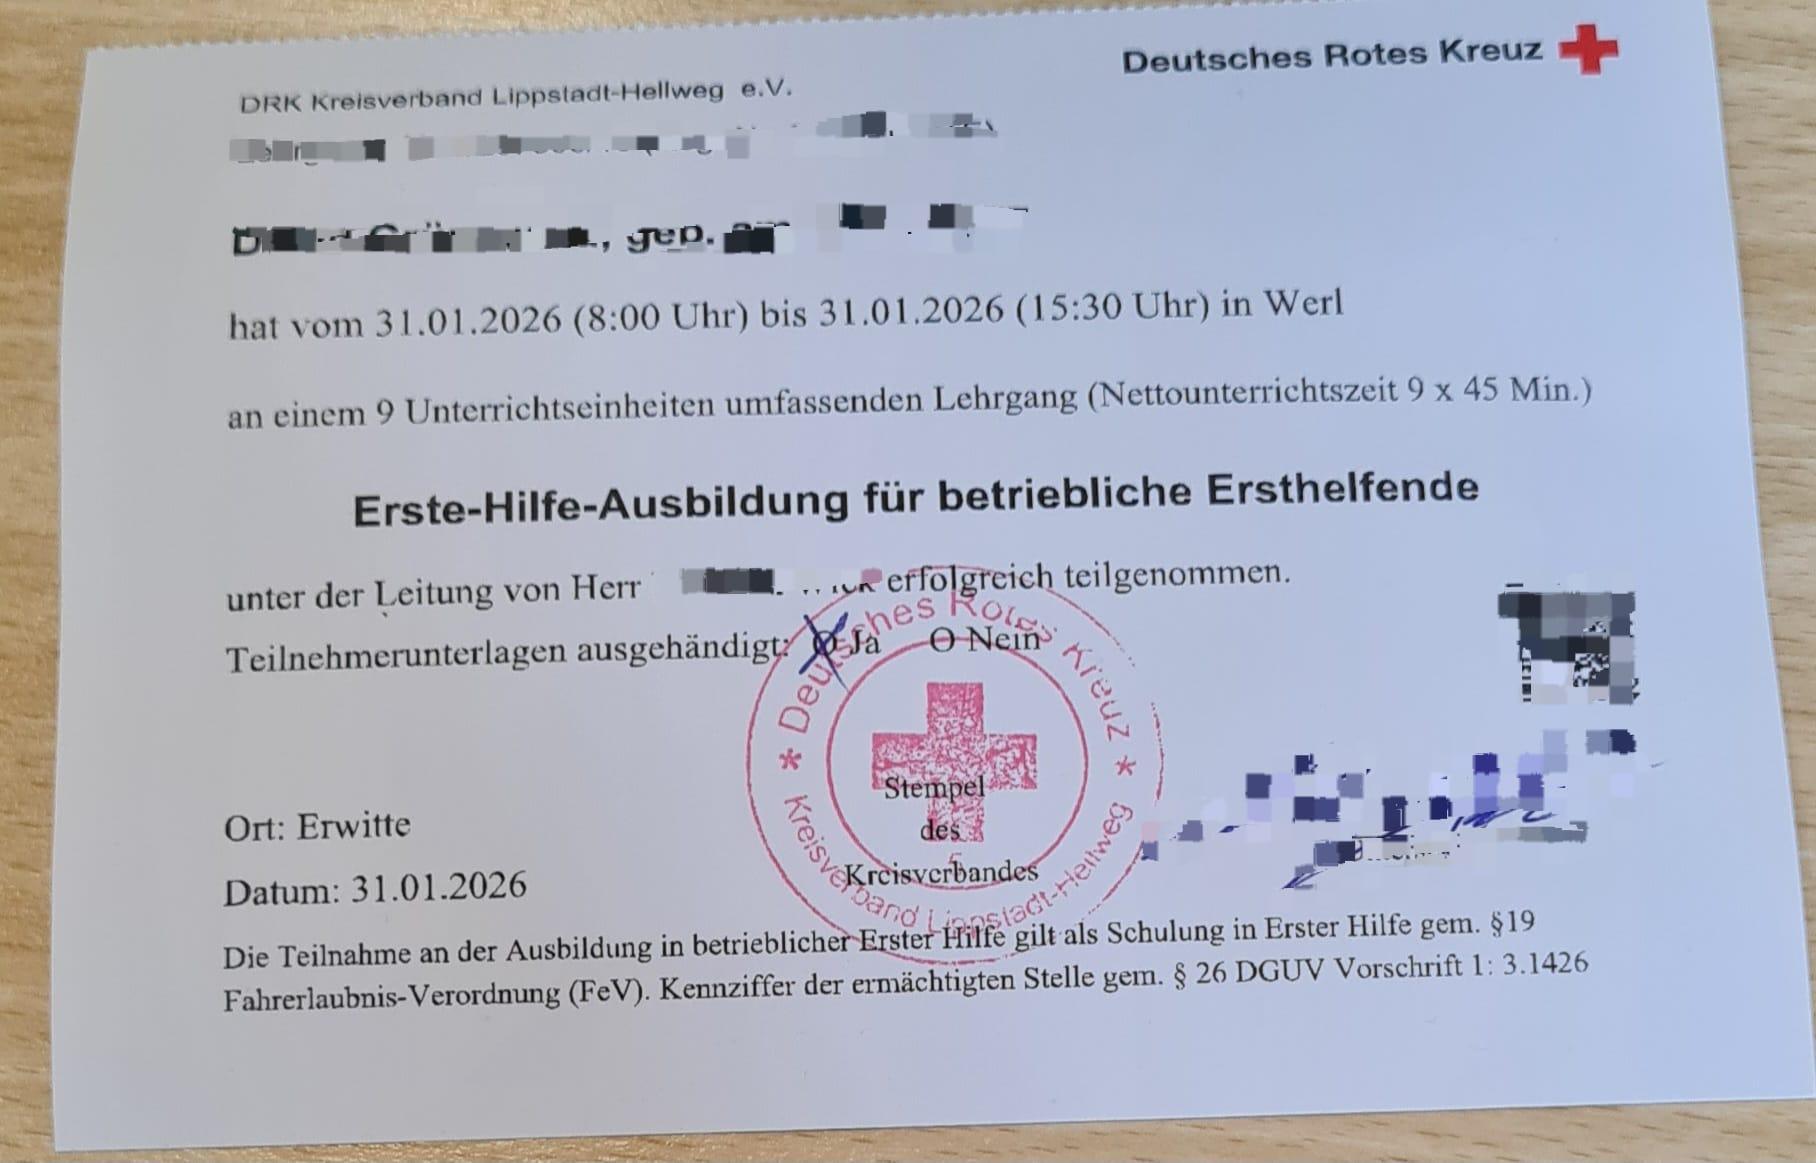 Deutsches Rotes Kreuz
DRK Kreisverband Lippstadt-Hellweg e.V.
, geb.
hat vom 31.01.2026 (8:00 Uhr) bis 31.01.2026 (15:30 Uhr) in Werl
an einem 9 Unterrichtseinheiten umfassenden Lehrgang (Nettounterrichtszeit 9 x 45 Min.)
Erste-Hilfe-Ausbildung für betriebliche Ersthelfende
unter der Leitung von Herr erfolgreich teilgenommen.
Teilnehmerunterlagen ausgehändigt: O Ja O Nein
* Deutsches Rotes Kreuz *
Kreisverband Lippstadt-Hellweg
Stempel
des
Kreisverbandes
Ort: Erwitte
Datum: 31.01.2026
Die Teilnahme an der Ausbildung in betrieblicher Erster Hilfe gilt als Schulung in Erster Hilfe gem. §19
Fahrerlaubnis-Verordnung (FeV). Kennziffer der ermächtigten Stelle gem. § 26 DGUV Vorschrift 1: 3.1426